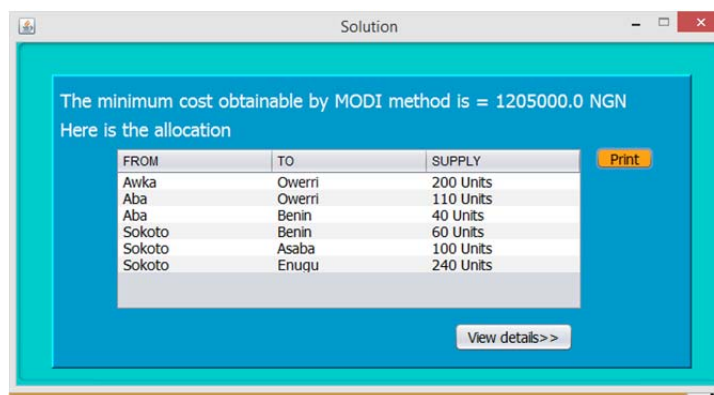 Solution
The minimum cost obtainable by MODI method is = 1205000.0 NGN
Here is the allocation
FROM TO SUPPLY
Print
Awka Owerri 200 Units
Aba Owerri 110 Units
Aba Benin 40 Units
Sokoto Benin 60 Units
Sokoto Asaba 100 Units
Sokoto Enugu 240 Units
View details>>